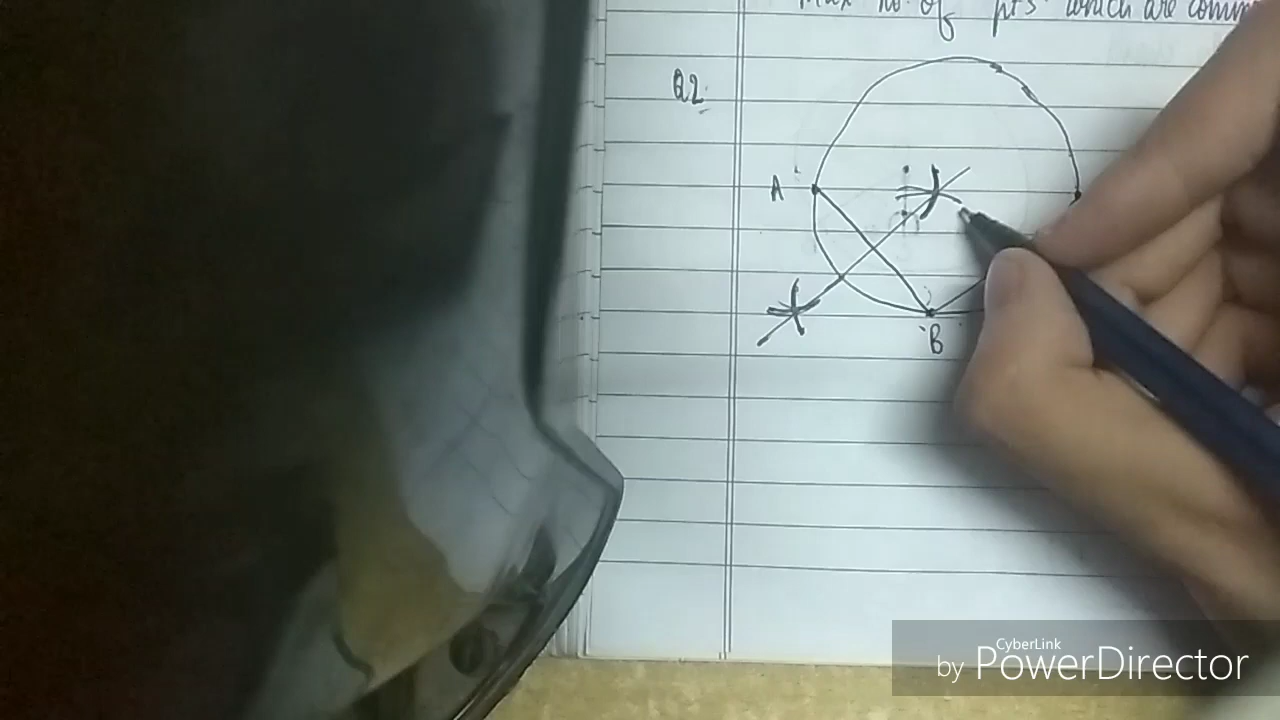 Max no. of pts which are comm
Q2.
A
B
CyberLink
by PowerDirector